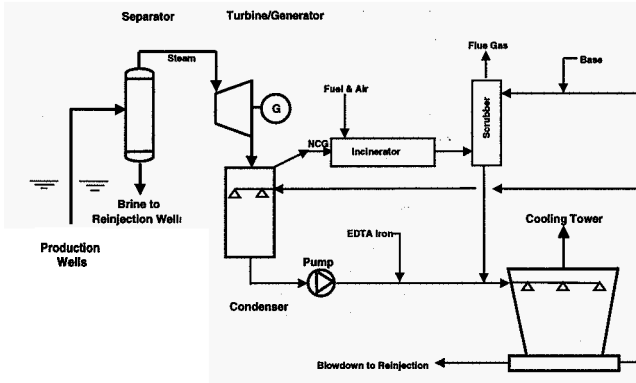 Separator
Turbine/Generator
Steam
G
Flue Gas
Base
Fuel & Air
NCG
Incinerator
Scrubber
Brine to
Reinjection Wells
Production
Wells
EDTA Iron
Cooling Tower
Pump
Condenser
Blowdown to Reinjection